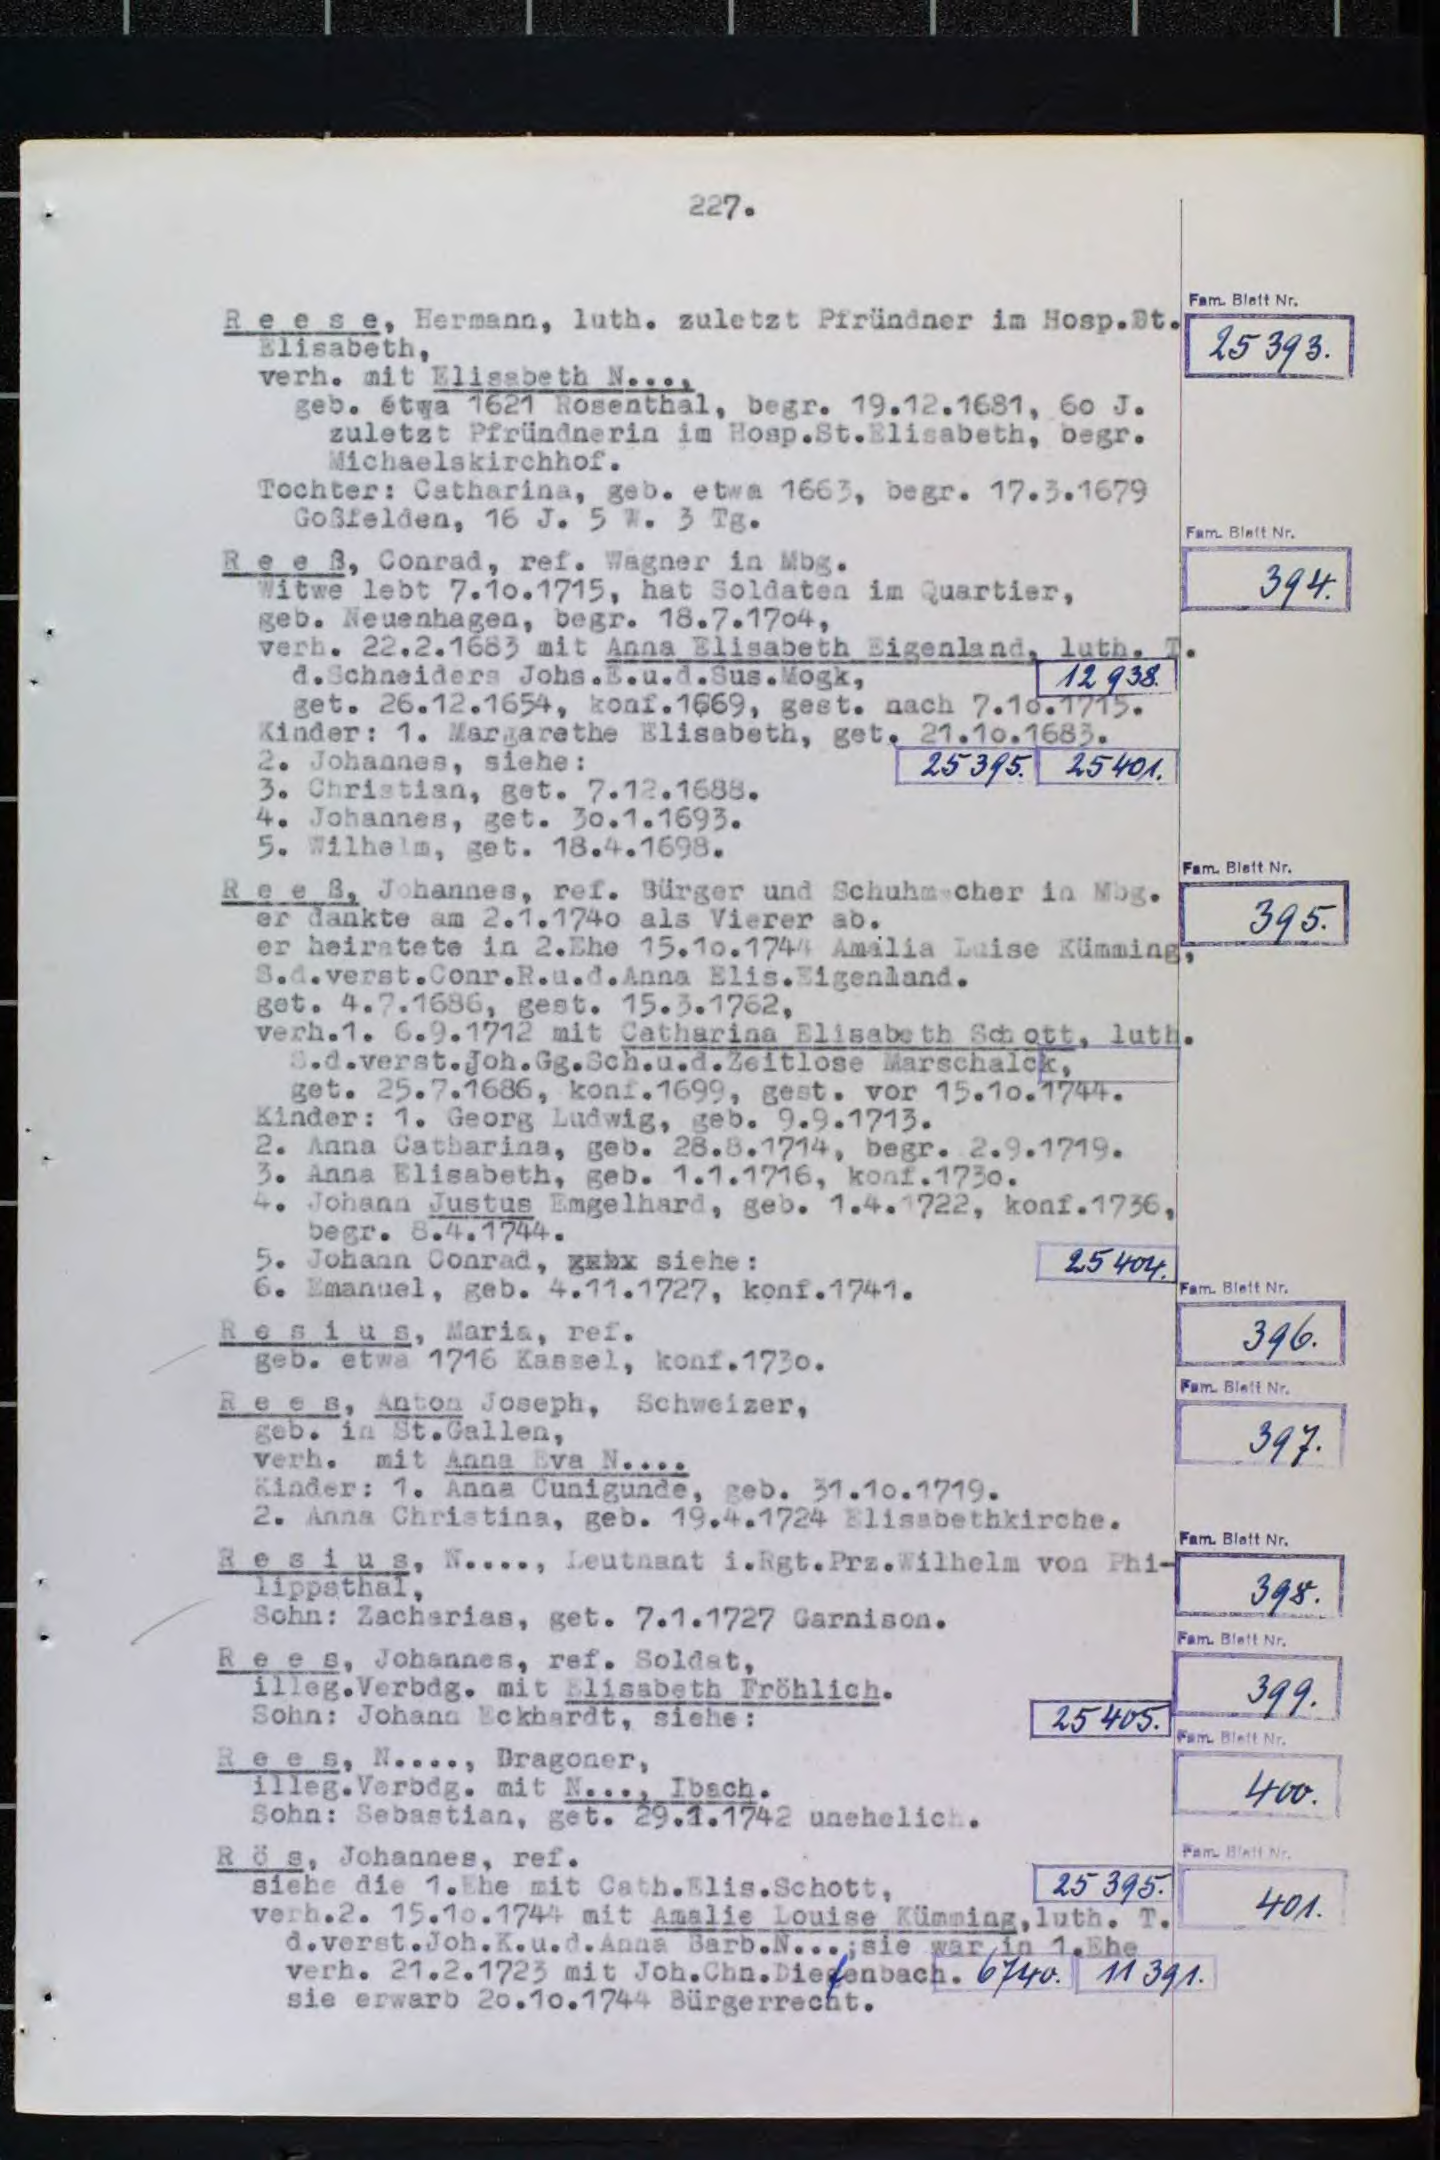 227.
Fam. Blatt Nr.
R e e s e, Hermann, luth. zuletzt Pfründner im Hosp.St.
25 393.
Elisabeth,
verh. mit Elisabeth N...,
geb. etwa 1621 Rosenthal, begr. 19.12.1681, 60 J.
zuletzt Pfründnerin im Hosp.St.Elisabeth, begr.
Michaelskirchhof.
Tochter: Catharina, geb. etwa 1663, begr. 17.3.1679
Goßfelden, 16 J. 5 W. 3 Tg.
Fam. Blatt Nr.
R e e ß, Conrad, ref. Wagner in Mbg.
394.
Witwe lebt 7.10.1715, hat Soldaten im Quartier,
geb. Neuenhagen, begr. 18.7.1704,
verh. 22.2.1683 mit Anna Elisabeth Eigenland, luth. T.
d.Schneiders Johs.E.u.d.Sus.Mogk, 12 938.
get. 26.12.1654, konf.1669, gest. nach 7.10.1715.
Kinder: 1. Margarethe Elisabeth, get. 21.10.1683.
2. Johannes, siehe: 25 395. 25 401.
3. Christian, get. 7.12.1688.
4. Johannes, get. 30.1.1693.
5. Wilhelm, get. 18.4.1698.
Fam. Blatt Nr.
R e e ß, Johannes, ref. Bürger und Schuhmacher in Mbg.
395.
er dankte am 2.1.1740 als Vierer ab.
er heiratete in 2.Ehe 15.10.1744 Amalia Luise Kümming,
S.d.verst.Conr.R.u.d.Anna Elis.Eigenland.
get. 4.7.1686, gest. 15.3.1762,
verh.1. 6.9.1712 mit Catharina Elisabeth Schott, luth.
S.d.verst.Joh.Gg.Sch.u.d.Zeitlose Marschalck,
get. 25.7.1686, konf.1699, gest. vor 15.10.1744.
Kinder: 1. Georg Ludwig, geb. 9.9.1713.
2. Anna Catharina, geb. 28.8.1714, begr. 2.9.1719.
3. Anna Elisabeth, geb. 1.1.1716, konf.1730.
4. Johann Justus Emgelhard, geb. 1.4.1722, konf.1736,
begr. 8.4.1744.
5. Johann Conrad, siehe: 25 404.
6. Emanuel, geb. 4.11.1727, konf.1741.
Fam. Blatt Nr.
R e s i u s, Maria, ref.
396.
geb. etwa 1716 Kassel, konf.1730.
Fam. Blatt Nr.
R e e s, Anton Joseph, Schweizer,
397.
geb. in St.Gallen,
verh. mit Anna Eva N....
Kinder: 1. Anna Cunigunde, geb. 31.10.1719.
2. Anna Christina, geb. 19.4.1724 Elisabethkirche.
Fam. Blatt Nr.
R e s i u s, N...., Leutnant i.Rgt.Prz.Wilhelm von Phi-
398.
lippsthal,
Sohn: Zacharias, get. 7.1.1727 Garnison.
Fam. Blatt Nr.
R e e s, Johannes, ref. Soldat,
399.
illeg.Verbdg. mit Elisabeth Fröhlich.
Sohn: Johann Eckhardt, siehe: 25 405.
Fam. Blatt Nr.
R e e s, N...., Dragoner,
400.
illeg.Verbdg. mit N..., Ibach.
Sohn: Sebastian, get. 29.1.1742 unehelich.
Fam. Blatt Nr.
R ö s, Johannes, ref.
401.
siehe die 1.Ehe mit Cath.Elis.Schott, 25 395.
verh.2. 15.10.1744 mit Amalie Louise Kümming,luth. T.
d.verst.Joh.K.u.d.Anna Barb.N...;sie war in 1.Ehe
verh. 21.2.1723 mit Joh.Chn.Diefenbach. 6740. 11 391.
sie erwarb 20.10.1744 Bürgerrecht.